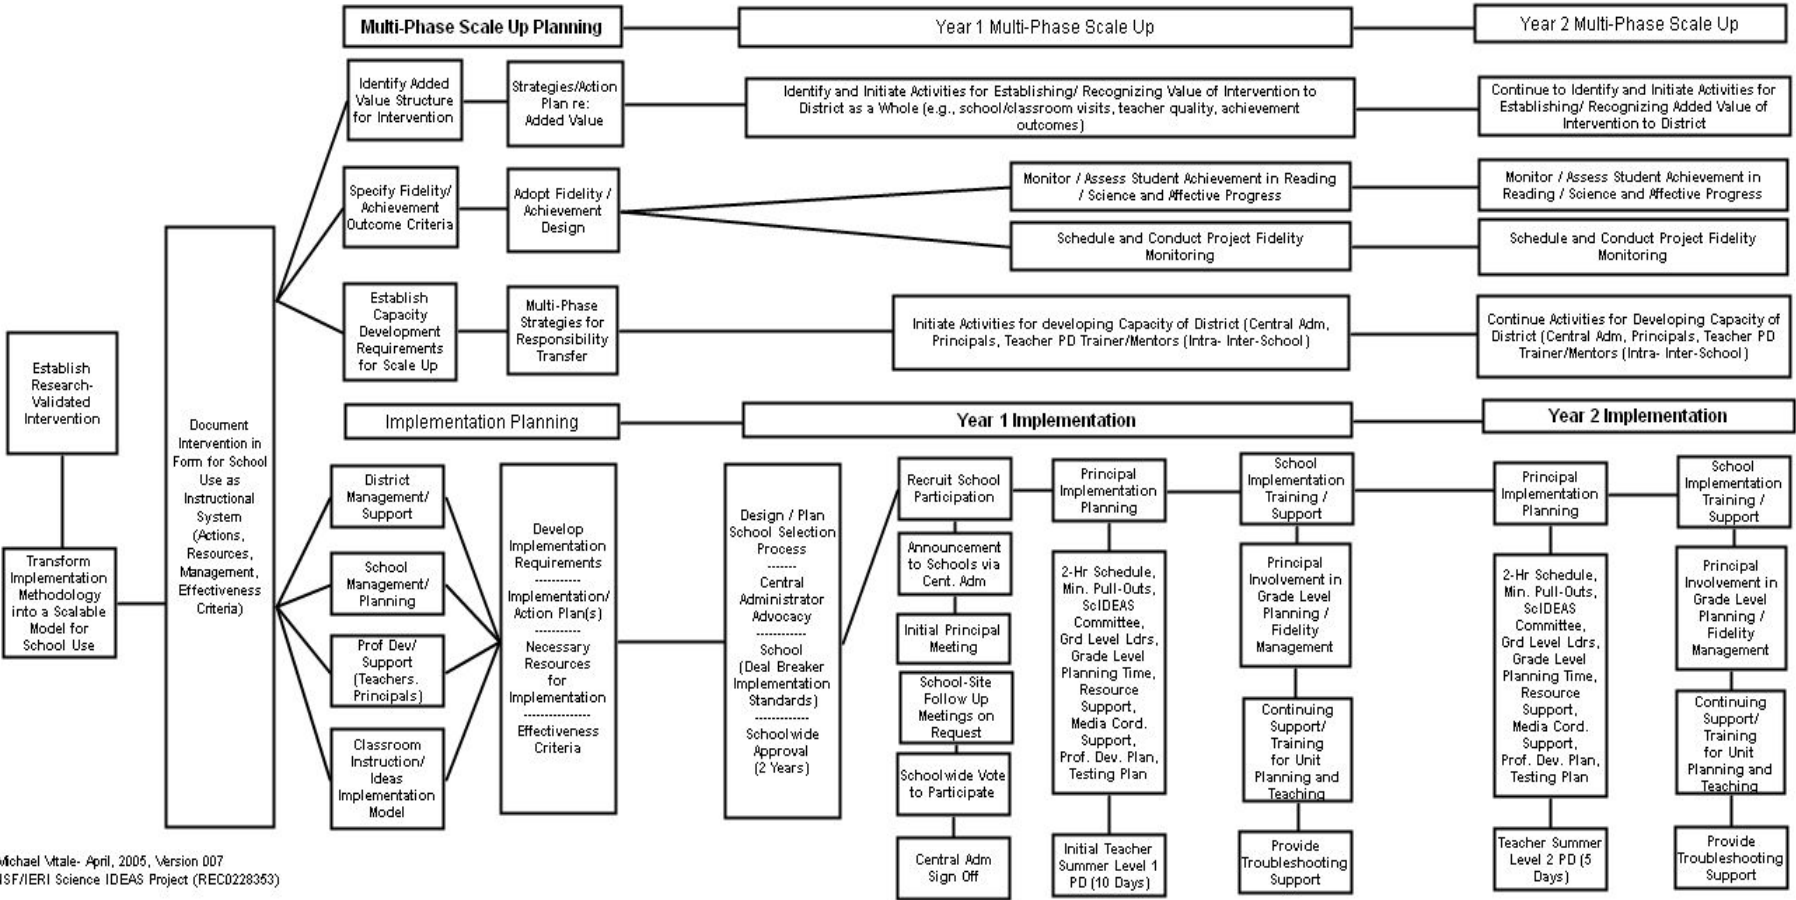 Multi-Phase Scale Up Planning
Year 1 Multi-Phase Scale Up
Year 2 Multi-Phase Scale Up
Identify Added
Value Structure
for Intervention
Strategies/Action
Plan re:
Added Value
Identify and Initiate Activities for Establishing/ Recognizing Value of Intervention to
District as a Whole (e.g., school/classroom visits, teacher quality, achievement
outcomes)
Continue to Identify and Initiate Activities for
Establishing/ Recognizing Added Value of
Intervention to District
Specify Fidelity/
Achievement
Outcome Criteria
Adopt Fidelity /
Achievement
Design
Monitor / Assess Student Achievement in Reading
/ Science and Affective Progress
Monitor / Assess Student Achievement in
Reading / Science and Affective Progress
Schedule and Conduct Project Fidelity
Monitoring
Schedule and Conduct Project Fidelity
Monitoring
Establish
Capacity
Development
Requirements
for Scale Up
Multi-Phase
Strategies for
Responsibility
Transfer
Initiate Activities for developing Capacity of District (Central Adm,
Principals, Teacher PD Trainer/Mentors (Intra- Inter-School)
Continue Activities for Developing Capacity of
District (Central Adm, Principals, Teacher PD
Trainer/Mentors (Intra- Inter-School)
Establish
Research-
Validated
Intervention
Transform
Implementation
Methodology
into a Scalable
Model for
School Use
Document
Intervention in
Form for School
Use as
Instructional
System
(Actions,
Resources,
Management,
Effectiveness
Criteria)
Implementation Planning
Year 1 Implementation
Year 2 Implementation
District
Management/
Support
School
Management/
Planning
Prof Dev/
Support
(Teachers.
Principals)
Classroom
Instruction/
Ideas
Implementation
Model
Develop
Implementation
Requirements
-----------
Implementation/
Action Plan(s)
-----------
Necessary
Resources
for
Implementation
----------------
Effectiveness
Criteria
Design / Plan
School Selection
Process
------
Central
Administrator
Advocacy
------------
School
(Deal Breaker
Implementation
Standards)
-------------
Schoolwide
Approval
(2 Years)
Recruit School
Participation
Announcement
to Schools via
Cent. Adm
Initial Principal
Meeting
School-Site
Follow Up
Meetings on
Request
Schoolwide Vote
to Participate
Central Adm
Sign Off
Principal
Implementation
Planning
2-Hr Schedule,
Min. Pull-Outs,
ScIDEAS
Committee,
Grd Level Ldrs,
Grade Level
Planning Time,
Resource
Support,
Media Cord.
Support,
Prof. Dev. Plan,
Testing Plan
Initial Teacher
Summer Level 1
PD (10 Days)
School
Implementation
Training /
Support
Principal
Involvement in
Grade Level
Planning /
Fidelity
Management
Continuing
Support/
Training
for Unit
Planning and
Teaching
Provide
Troubleshooting
Support
Principal
Implementation
Planning
2-Hr Schedule,
Min. Pull-Outs,
ScIDEAS
Committee,
Grd Level Ldrs,
Grade Level
Planning Time,
Resource
Support,
Media Cord.
Support,
Prof. Dev. Plan,
Testing Plan
Teacher Summer
Level 2 PD (5
Days)
School
Implementation
Training /
Support
Principal
Involvement in
Grade Level
Planning /
Fidelity
Management
Continuing
Support/
Training
for Unit
Planning and
Teaching
Provide
Troubleshooting
Support
Michael Vitale- April, 2005, Version 007
NSF/IERI Science IDEAS Project (REC0228353)